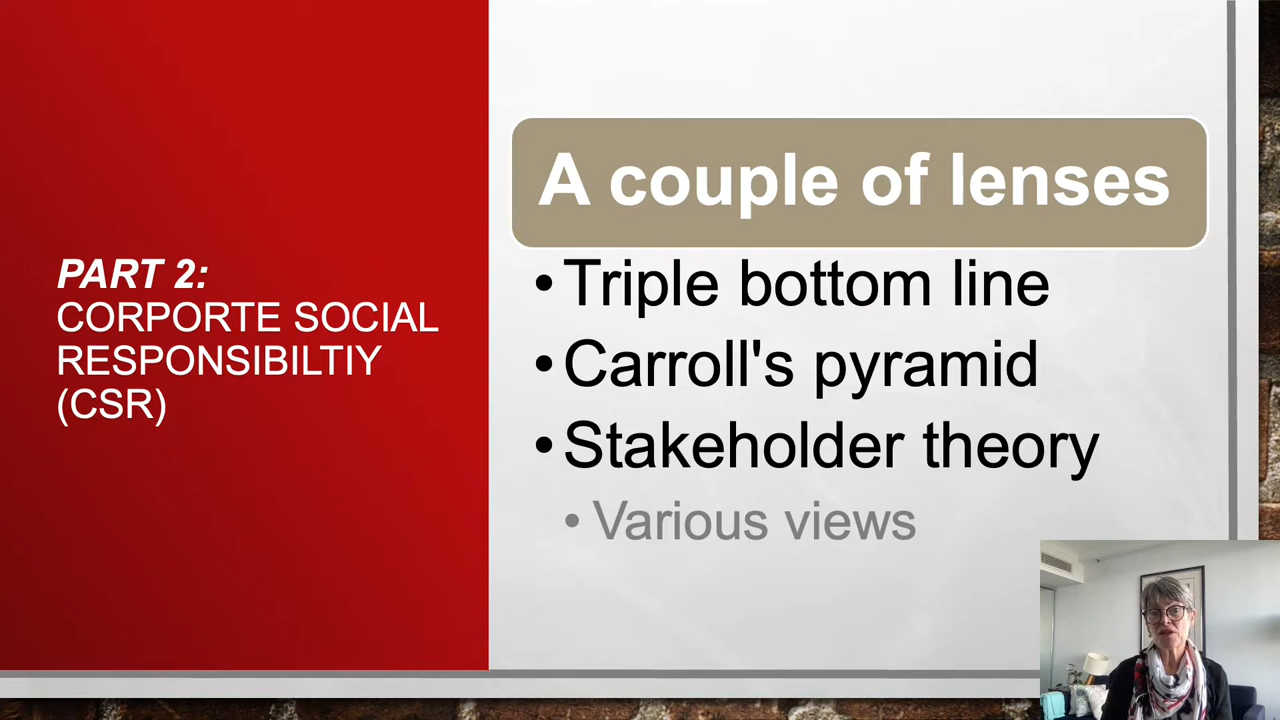 PART 2:
CORPORTE SOCIAL
RESPONSIBILTIY
(CSR)
A couple of lenses
• Triple bottom line
• Carroll's pyramid
• Stakeholder theory
• Various views